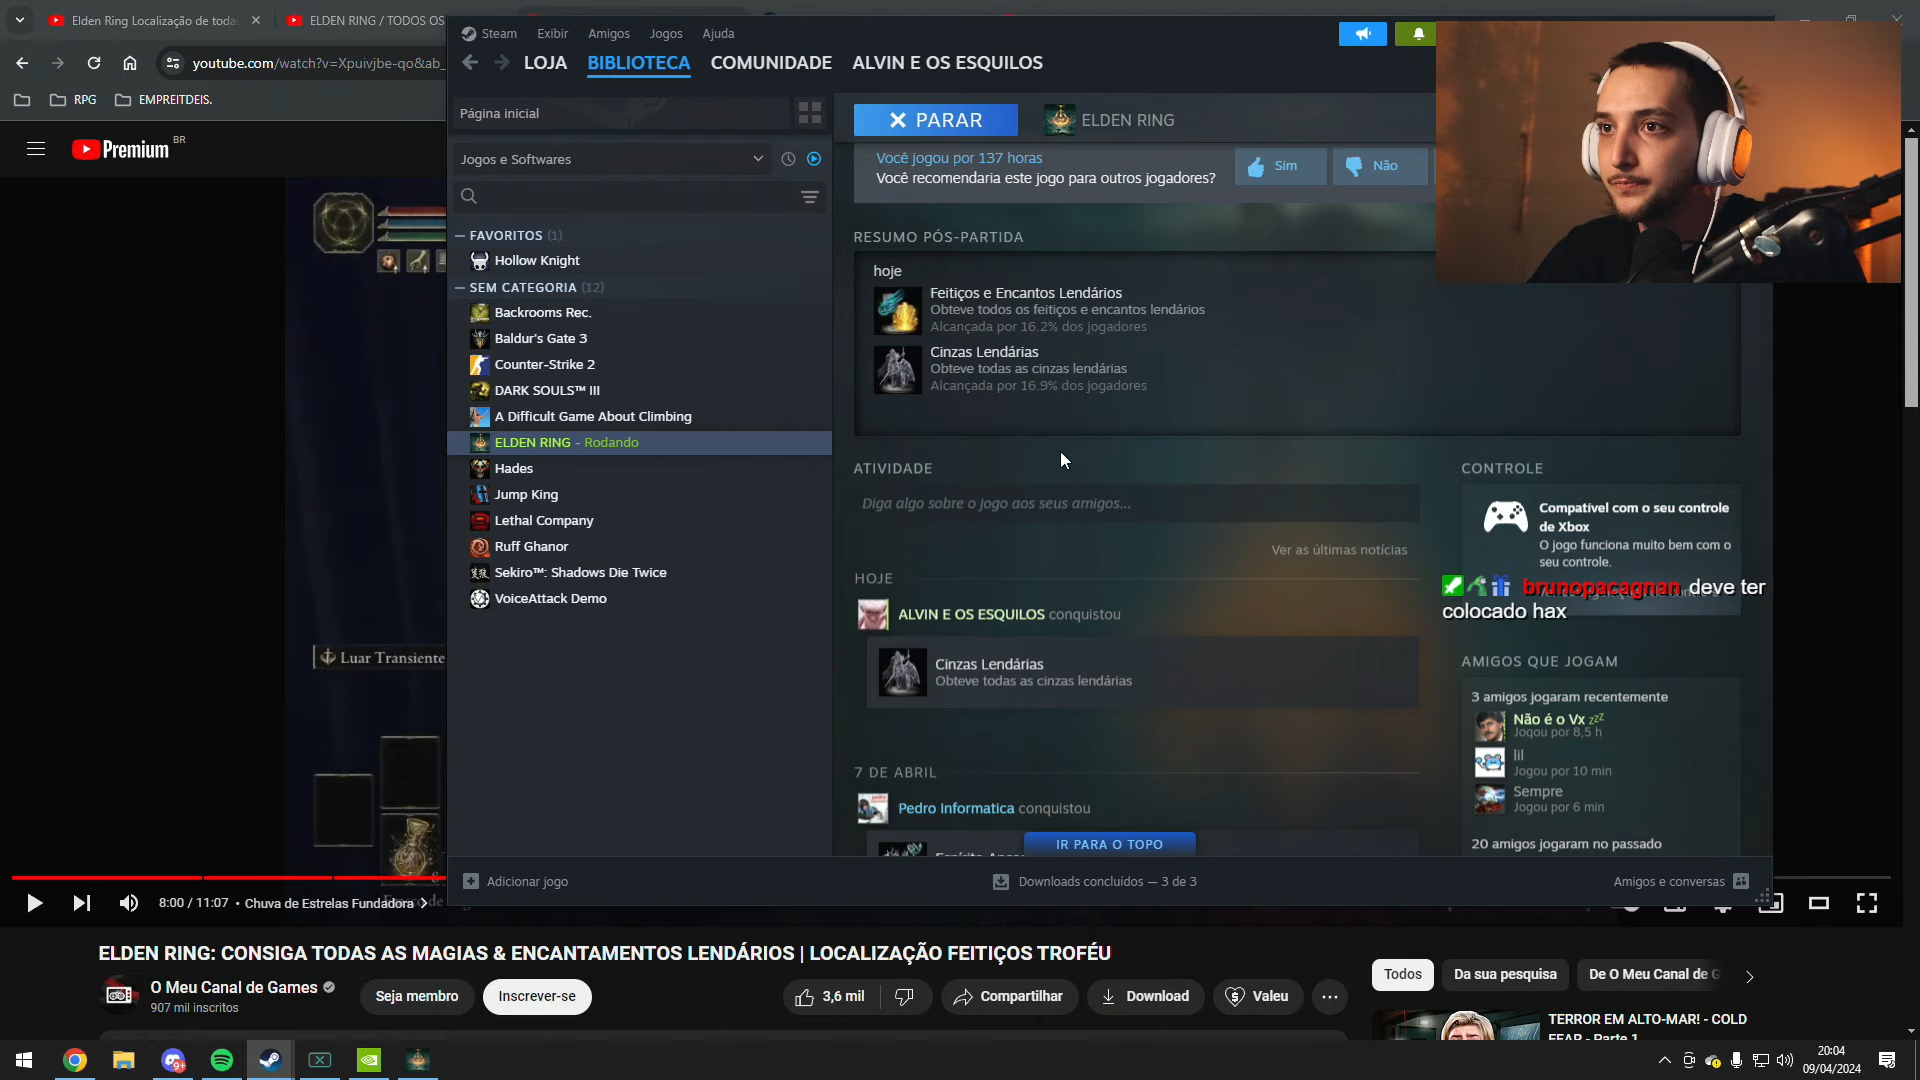 Elden Ring Localização de toda
ELDEN RING / TODOS OS
youtube.com/watch?v=Xpuivjbe-qo&ab_
RPG
EMPREITDEIS.
Premium BR
Steam Exibir Amigos Jogos Ajuda
LOJA BIBLIOTECA COMUNIDADE ALVIN E OS ESQUILOS
Página inicial
Jogos e Softwares
FAVORITOS (1)
Hollow Knight
SEM CATEGORIA (12)
Backrooms Rec.
Baldur's Gate 3
Counter-Strike 2
DARK SOULS™ III
A Difficult Game About Climbing
ELDEN RING - Rodando
Hades
Jump King
Lethal Company
Ruff Ghanor
Sekiro™: Shadows Die Twice
VoiceAttack Demo
PARAR
ELDEN RING
Você jogou por 137 horas
Você recomendaria este jogo para outros jogadores?
Sim
Não
RESUMO PÓS-PARTIDA
hoje
Feitiços e Encantos Lendários
Obteve todos os feitiços e encantos lendários
Alcançada por 16.2% dos jogadores
Cinzas Lendárias
Obteve todas as cinzas lendárias
Alcançada por 16.9% dos jogadores
ATIVIDADE
Diga algo sobre o jogo aos seus amigos...
Ver as últimas notícias
HOJE
ALVIN E OS ESQUILOS conquistou
Cinzas Lendárias
Obteve todas as cinzas lendárias
7 DE ABRIL
Pedro Informatica conquistou
IR PARA O TOPO
CONTROLE
Compatível com o seu controle
de Xbox
O jogo funciona muito bem com o
seu controle.
brunopacagnan deve ter
colocado hax
AMIGOS QUE JOGAM
3 amigos jogaram recentemente
Não é o Vx zzZ
Jogou por 8,5 h
lil
Jogou por 10 min
Sempre
Jogou por 6 min
20 amigos jogaram no passado
Adicionar jogo
Downloads concluídos — 3 de 3
Amigos e conversas
Luar Transiente
8:00 / 11:07 • Chuva de Estrelas Fundadora
ELDEN RING: CONSIGA TODAS AS MAGIAS & ENCANTAMENTOS LENDÁRIOS | LOCALIZAÇÃO FEITIÇOS TROFÉU
O Meu Canal de Games
907 mil inscritos
Seja membro
Inscrever-se
3,6 mil
Compartilhar
Download
Valeu
Todos
Da sua pesquisa
De O Meu Canal de G
TERROR EM ALTO-MAR! - COLD
FEAR - Parte 1
9+
20:04
09/04/2024